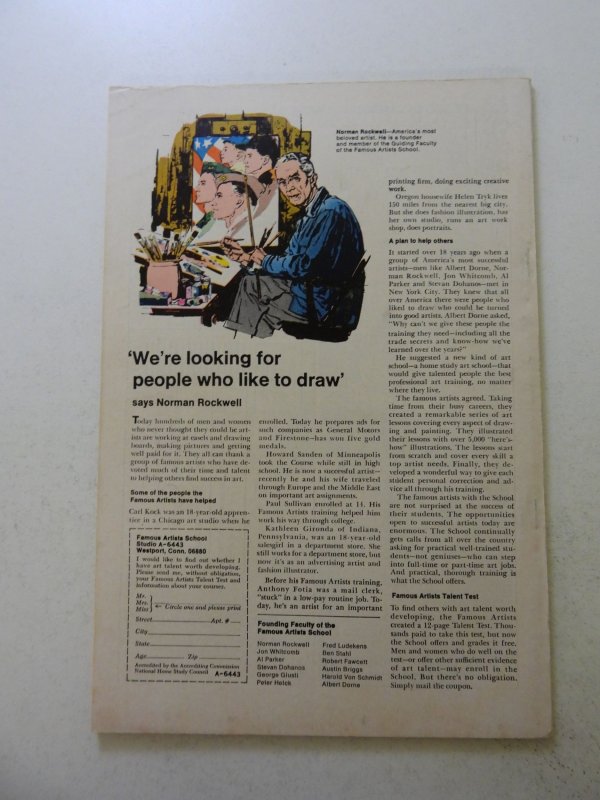 Norman Rockwell—America's most
beloved artist. He is a founder
and member of the Guiding Faculty
of the Famous Artists School.
'We're looking for
people who like to draw'
says Norman Rockwell
Today hundreds of men and women
who never thought they could be art-
ists are working at easels and drawing
boards, making pictures and getting
well paid for it. They all can thank a
group of famous artists who have de-
voted much of their time and talent
to helping others find success in art.
Some of the people the
Famous Artists have helped
Carl Kock was an 18-year-old appren-
tice in a Chicago art studio when he
enrolled. Today he prepares ads for
such companies as General Motors
and Firestone—has won five gold
medals.
Howard Sanden of Minneapolis
took the Course while still in high
school. He is now a successful artist—
recently he and his wife traveled
through Europe and the Middle East
on important art assignments.
Paul Sullivan enrolled at 14. His
Famous Artists training helped him
work his way through college.
Kathleen Gironda of Indiana,
Pennsylvania, was an 18-year-old
salesgirl in a department store. She
still works for a department store, but
now it's as an advertising artist and
fashion illustrator.
Before his Famous Artists training,
Anthony Fotia was a mail clerk,
"stuck" in a low-pay routine job. To-
day, he's an artist for an important
printing firm, doing exciting creative
work.
Oregon housewife Helen Tryk lives
150 miles from the nearest big city.
But she does fashion illustration, has
her own studio, runs an art work
shop, does portraits.
A plan to help others
It started over 18 years ago when a
group of America's most successful
artists—men like Albert Dorne, Nor-
man Rockwell, Jon Whitcomb, Al
Parker and Stevan Dohanos—met in
New York City. They knew that all
over America there were people who
liked to draw who could be turned
into good artists. Albert Dorne asked,
"Why can't we give these people the
training they need—including all the
trade secrets and know-how we've
learned over the years?"
He suggested a new kind of art
school—a home study art school—that
would give talented people the best
professional art training, no matter
where they live.
The famous artists agreed. Taking
time from their busy careers, they
created a remarkable series of art
lessons covering every aspect of draw-
ing and painting. They illustrated
their lessons with over 5,000 "here's-
how" illustrations. The lessons start
from scratch and cover every skill a
top artist needs. Finally, they de-
veloped a wonderful way to give each
student personal correction and ad-
vice all through his training.
The famous artists with the School
are not surprised at the success of
their students. The opportunities
open to successful artists today are
enormous. The School continually
gets calls from all over the country
asking for practical well-trained stu-
dents—not geniuses—who can step
into full-time or part-time art jobs.
And practical, thorough training is
what the School offers.
Famous Artists Talent Test
To find others with art talent worth
developing, the Famous Artists
created a 12-page Talent Test. Thou-
sands paid to take this test, but now
the School offers and grades it free.
Men and women who do well on the
test—or offer other sufficient evidence
of art talent—may enroll in the
School. But there's no obligation.
Simply mail the coupon.
Famous Artists School
Studio A-6443
Westport, Conn. 06880
I would like to find out whether I
have art talent worth developing.
Please send me, without obligation,
your Famous Artists Talent Test and
information about your courses.
Mr.
Mrs.
Miss
Circle one and please print
Street Apt. #
City
State
Age Zip
Accredited by the Accrediting Commission
National Home Study Council A-6443
Founding Faculty of the
Famous Artists School
Norman Rockwell
Jon Whitcomb
Al Parker
Stevan Dohanos
George Giusti
Peter Helck
Fred Ludekens
Ben Stahl
Robert Fawcett
Austin Briggs
Harold Von Schmidt
Albert Dorne